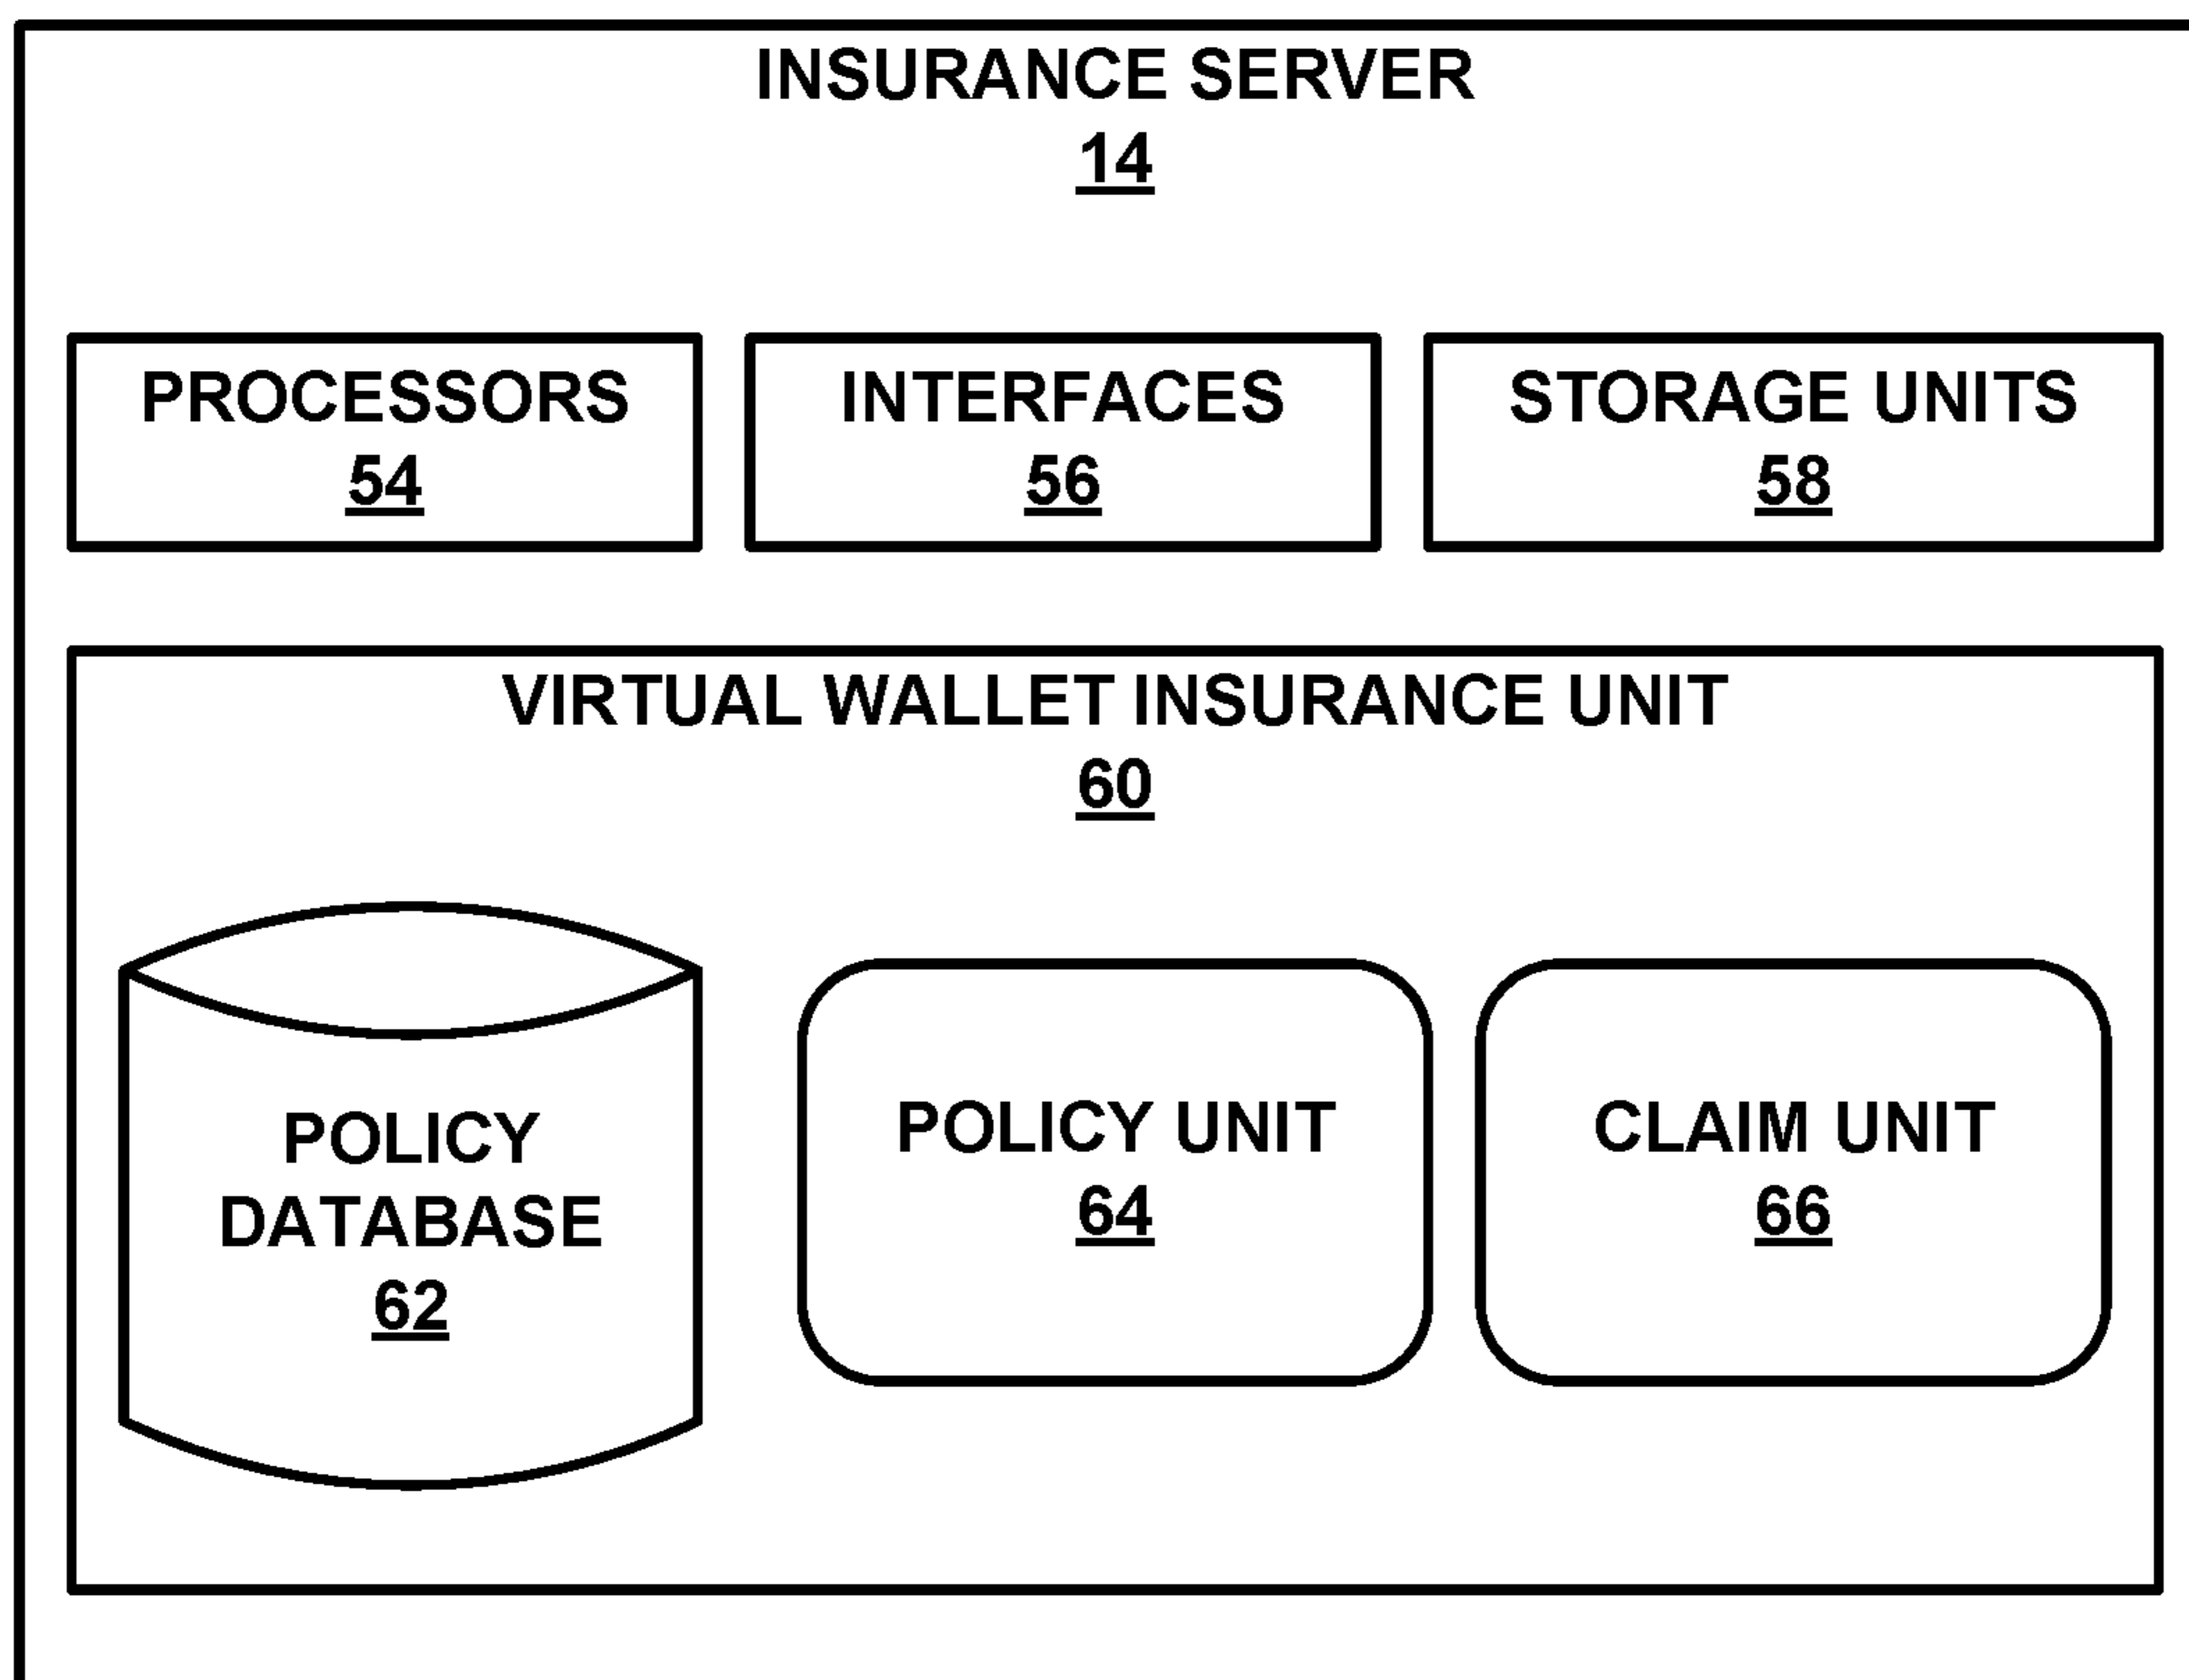 INSURANCE SERVER
14
PROCESSORS
54
INTERFACES
56
STORAGE UNITS
58
VIRTUAL WALLET INSURANCE UNIT
60
POLICY
DATABASE
62
POLICY UNIT
64
CLAIM UNIT
66